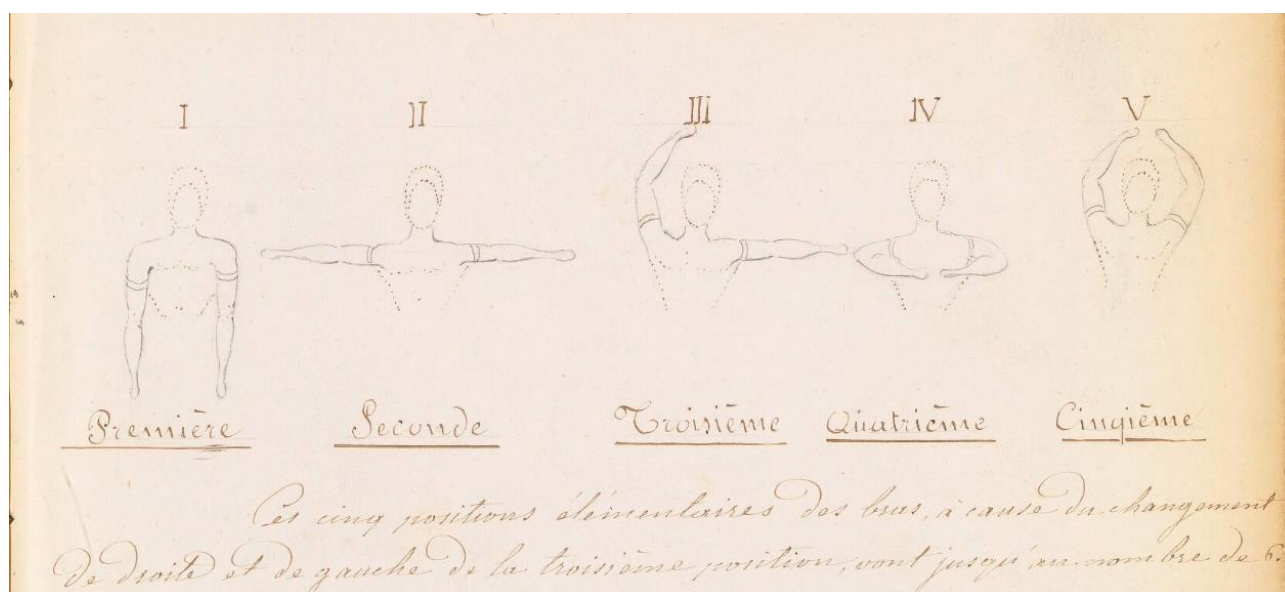 I II III IV V
Première Seconde Troisième Quatrième Cinqième
Ces cinq positions élémentaires des bras, à cause du changement
de droite et de gauche de la troisième position, vont jusqu'au nombre de 6.